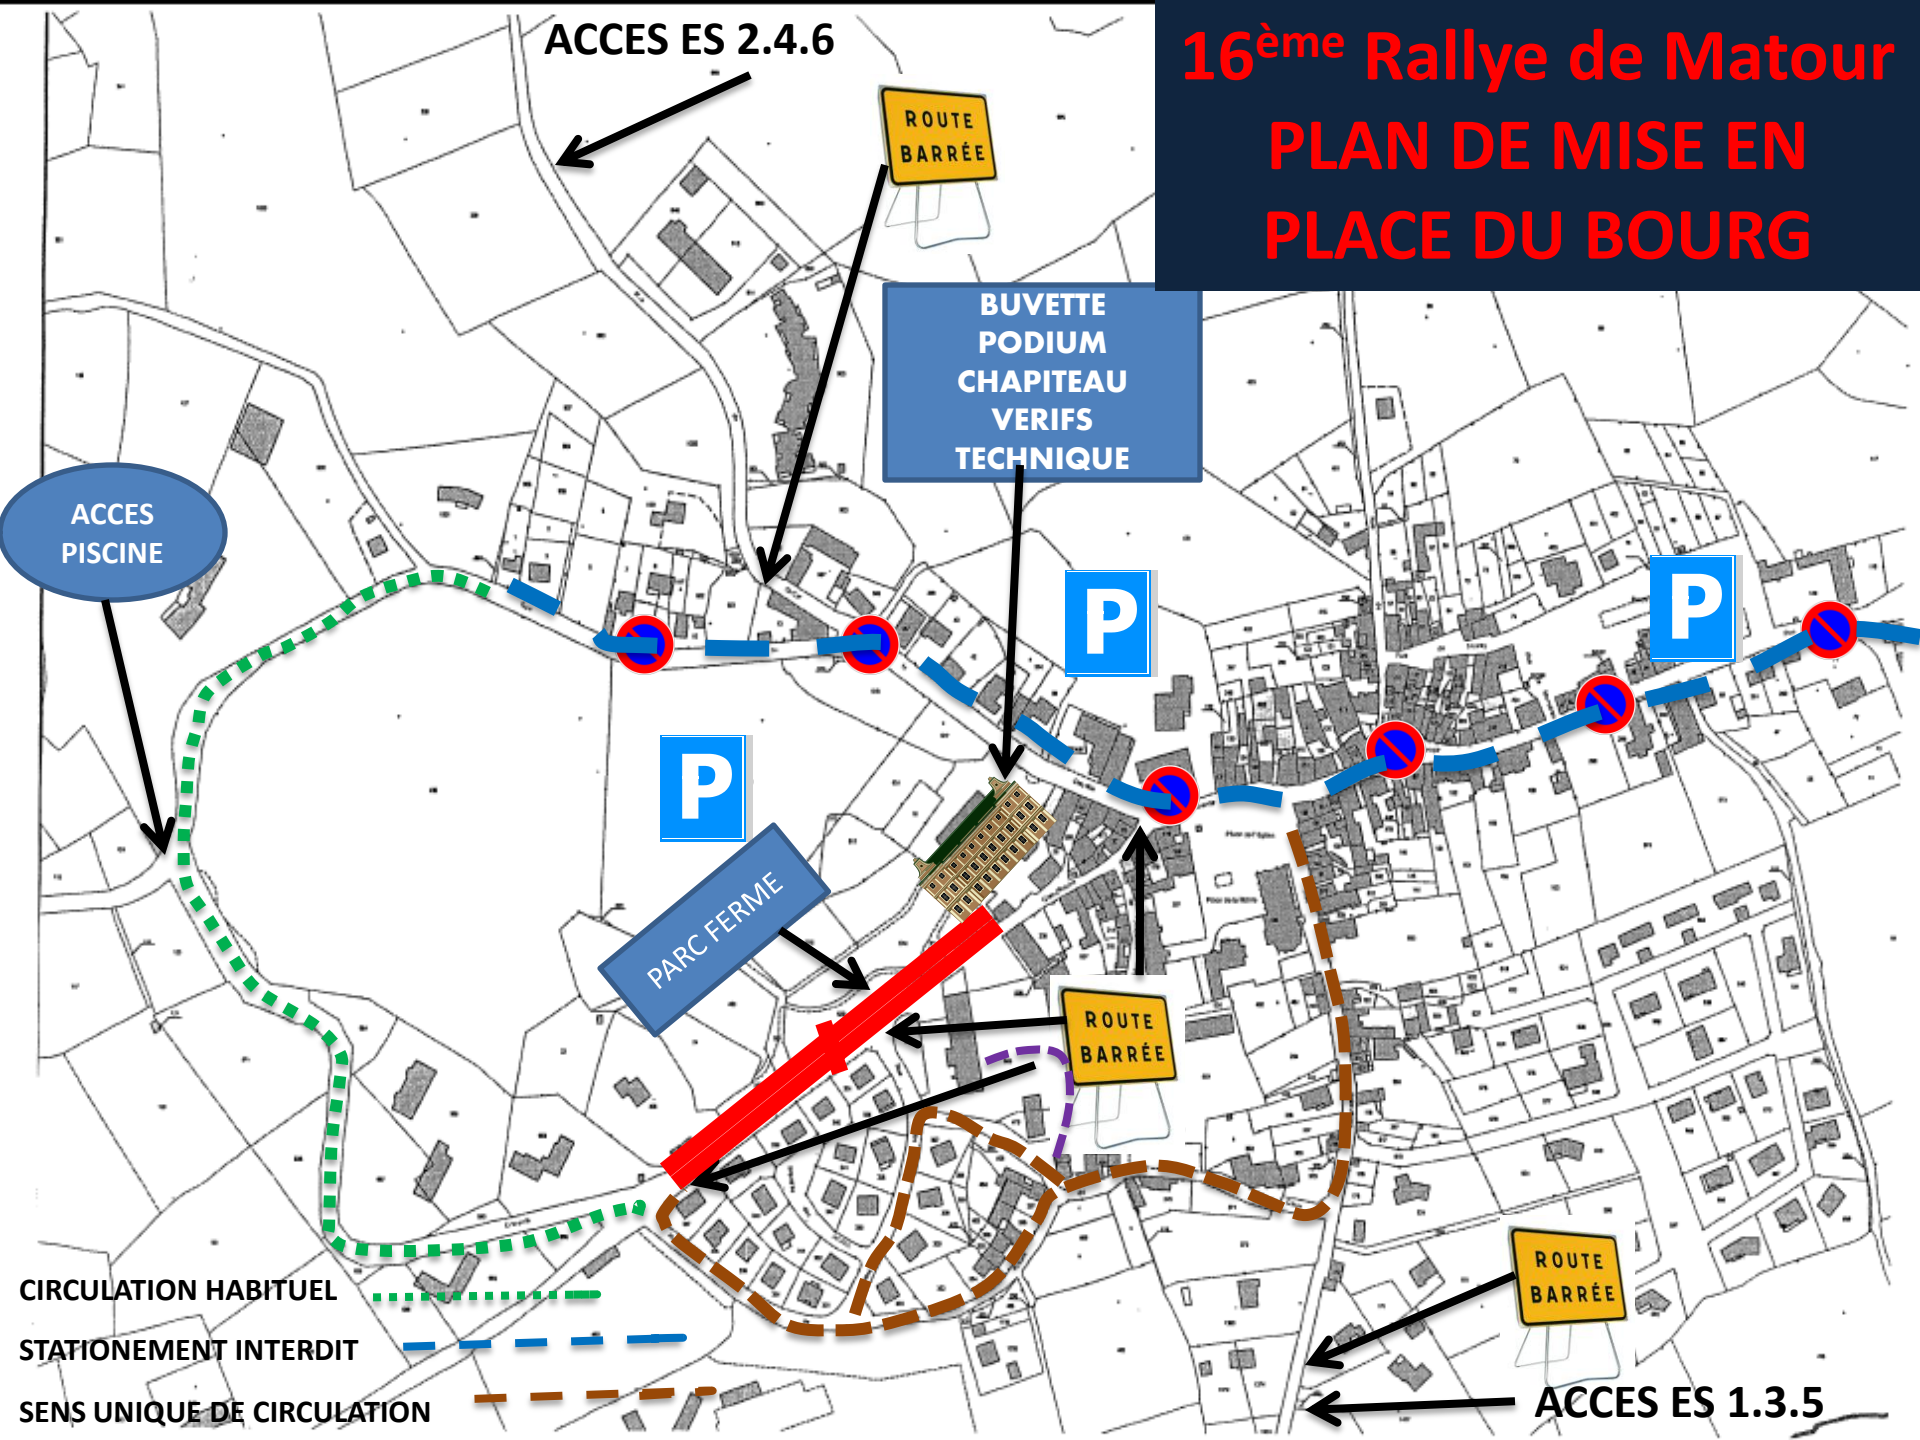 ACCES ES 2.4.6
16ème Rallye de Matour
PLAN DE MISE EN
PLACE DU BOURG
ROUTE
BARRÉE
BUVETTE
PODIUM
CHAPITEAU
VERIFS
TECHNIQUE
ACCES
PISCINE
P
P
P
PARC FERME
ROUTE
BARRÉE
ROUTE
BARRÉE
CIRCULATION HABITUEL
STATIONEMENT INTERDIT
SENS UNIQUE DE CIRCULATION
ACCES ES 1.3.5